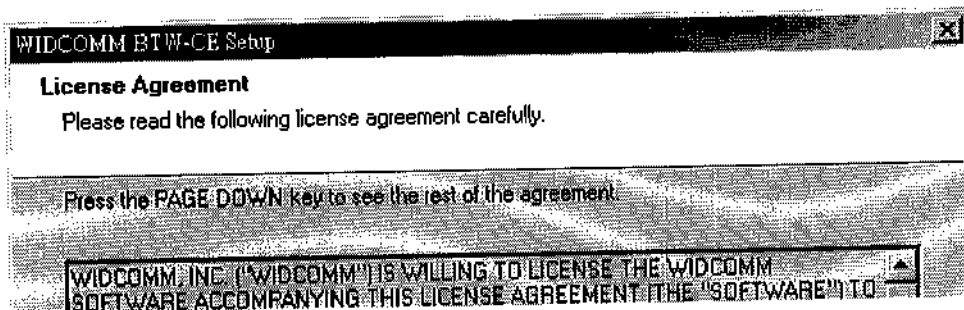 WIDCOMM BTW-CE Setup
License Agreement
Please read the following license agreement carefully.
Press the PAGE DOWN key to see the rest of the agreement.
WIDCOMM, INC. ("WIDCOMM") IS WILLING TO LICENSE THE WIDCOMM
SOFTWARE ACCOMPANYING THIS LICENSE AGREEMENT (THE "SOFTWARE") TO